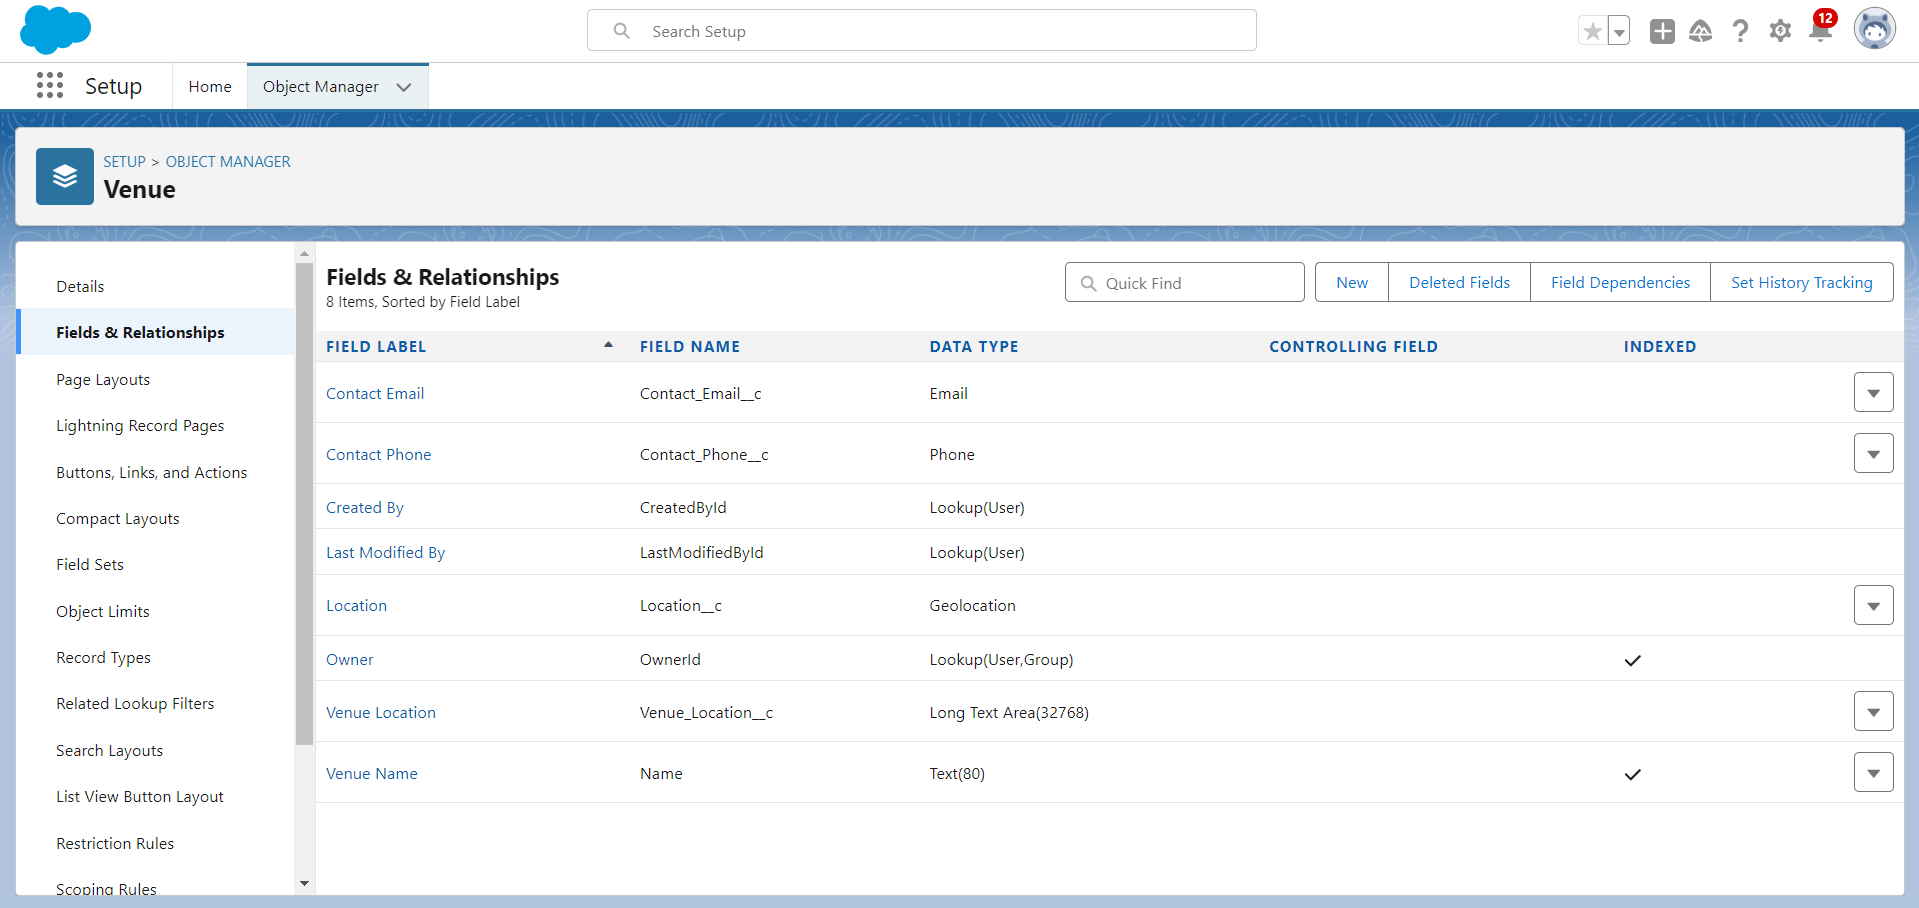 Search Setup
12
Setup
Home
Object Manager
SETUP > OBJECT MANAGER
Venue
Details
Fields & Relationships
Page Layouts
Lightning Record Pages
Buttons, Links, and Actions
Compact Layouts
Field Sets
Object Limits
Record Types
Related Lookup Filters
Search Layouts
List View Button Layout
Restriction Rules
Scoping Rules
Fields & Relationships
8 Items, Sorted by Field Label
Quick Find
New
Deleted Fields
Field Dependencies
Set History Tracking
FIELD LABEL FIELD NAME DATA TYPE CONTROLLING FIELD INDEXED
Contact Email Contact_Email__c Email
Contact Phone Contact_Phone__c Phone
Created By CreatedById Lookup(User)
Last Modified By LastModifiedById Lookup(User)
Location Location__c Geolocation
Owner OwnerId Lookup(User,Group)
Venue Location Venue_Location__c Long Text Area(32768)
Venue Name Name Text(80)